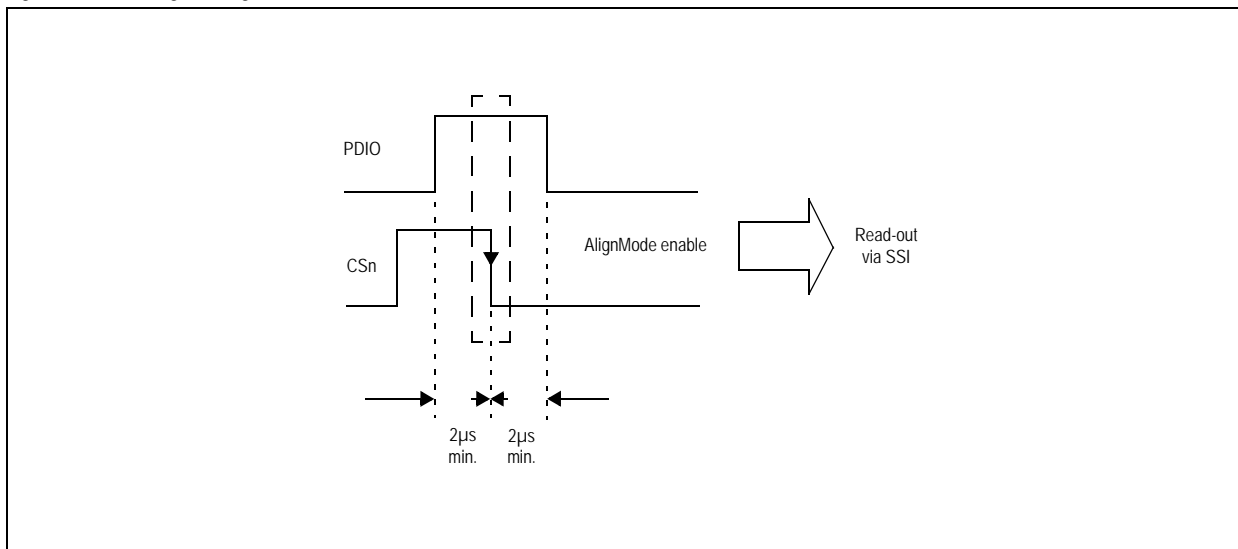 PDIO
CSn
AlignMode enable
Read-out
via SSI
2µs
min.
2µs
min.